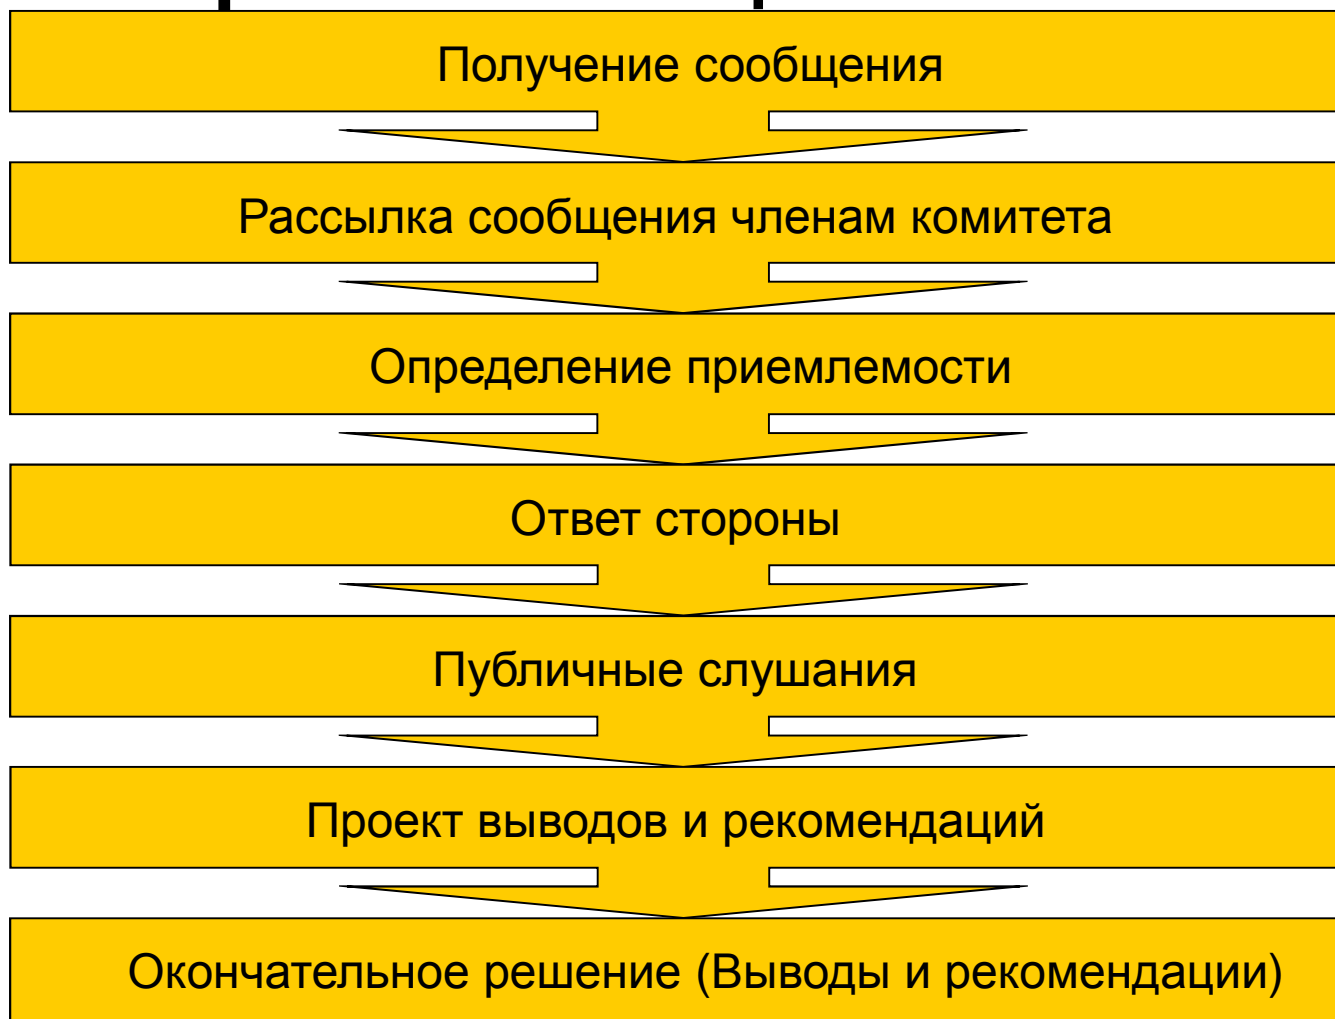 Получение сообщения
Рассылка сообщения членам комитета
Определение приемлемости
Ответ стороны
Публичные слушания
Проект выводов и рекомендаций
Окончательное решение (Выводы и рекомендации)